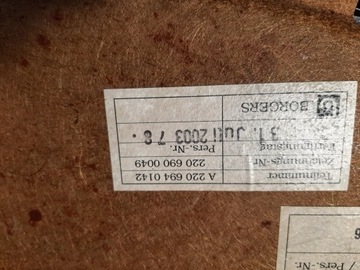 Teilnummer A 220 694 0142
Zeichnungs-Nr. 220 690 0049
Fertigungstag Pers.-Nr.
31. JULI 2003 78.
BORGERS
7 Pers.-Nr.